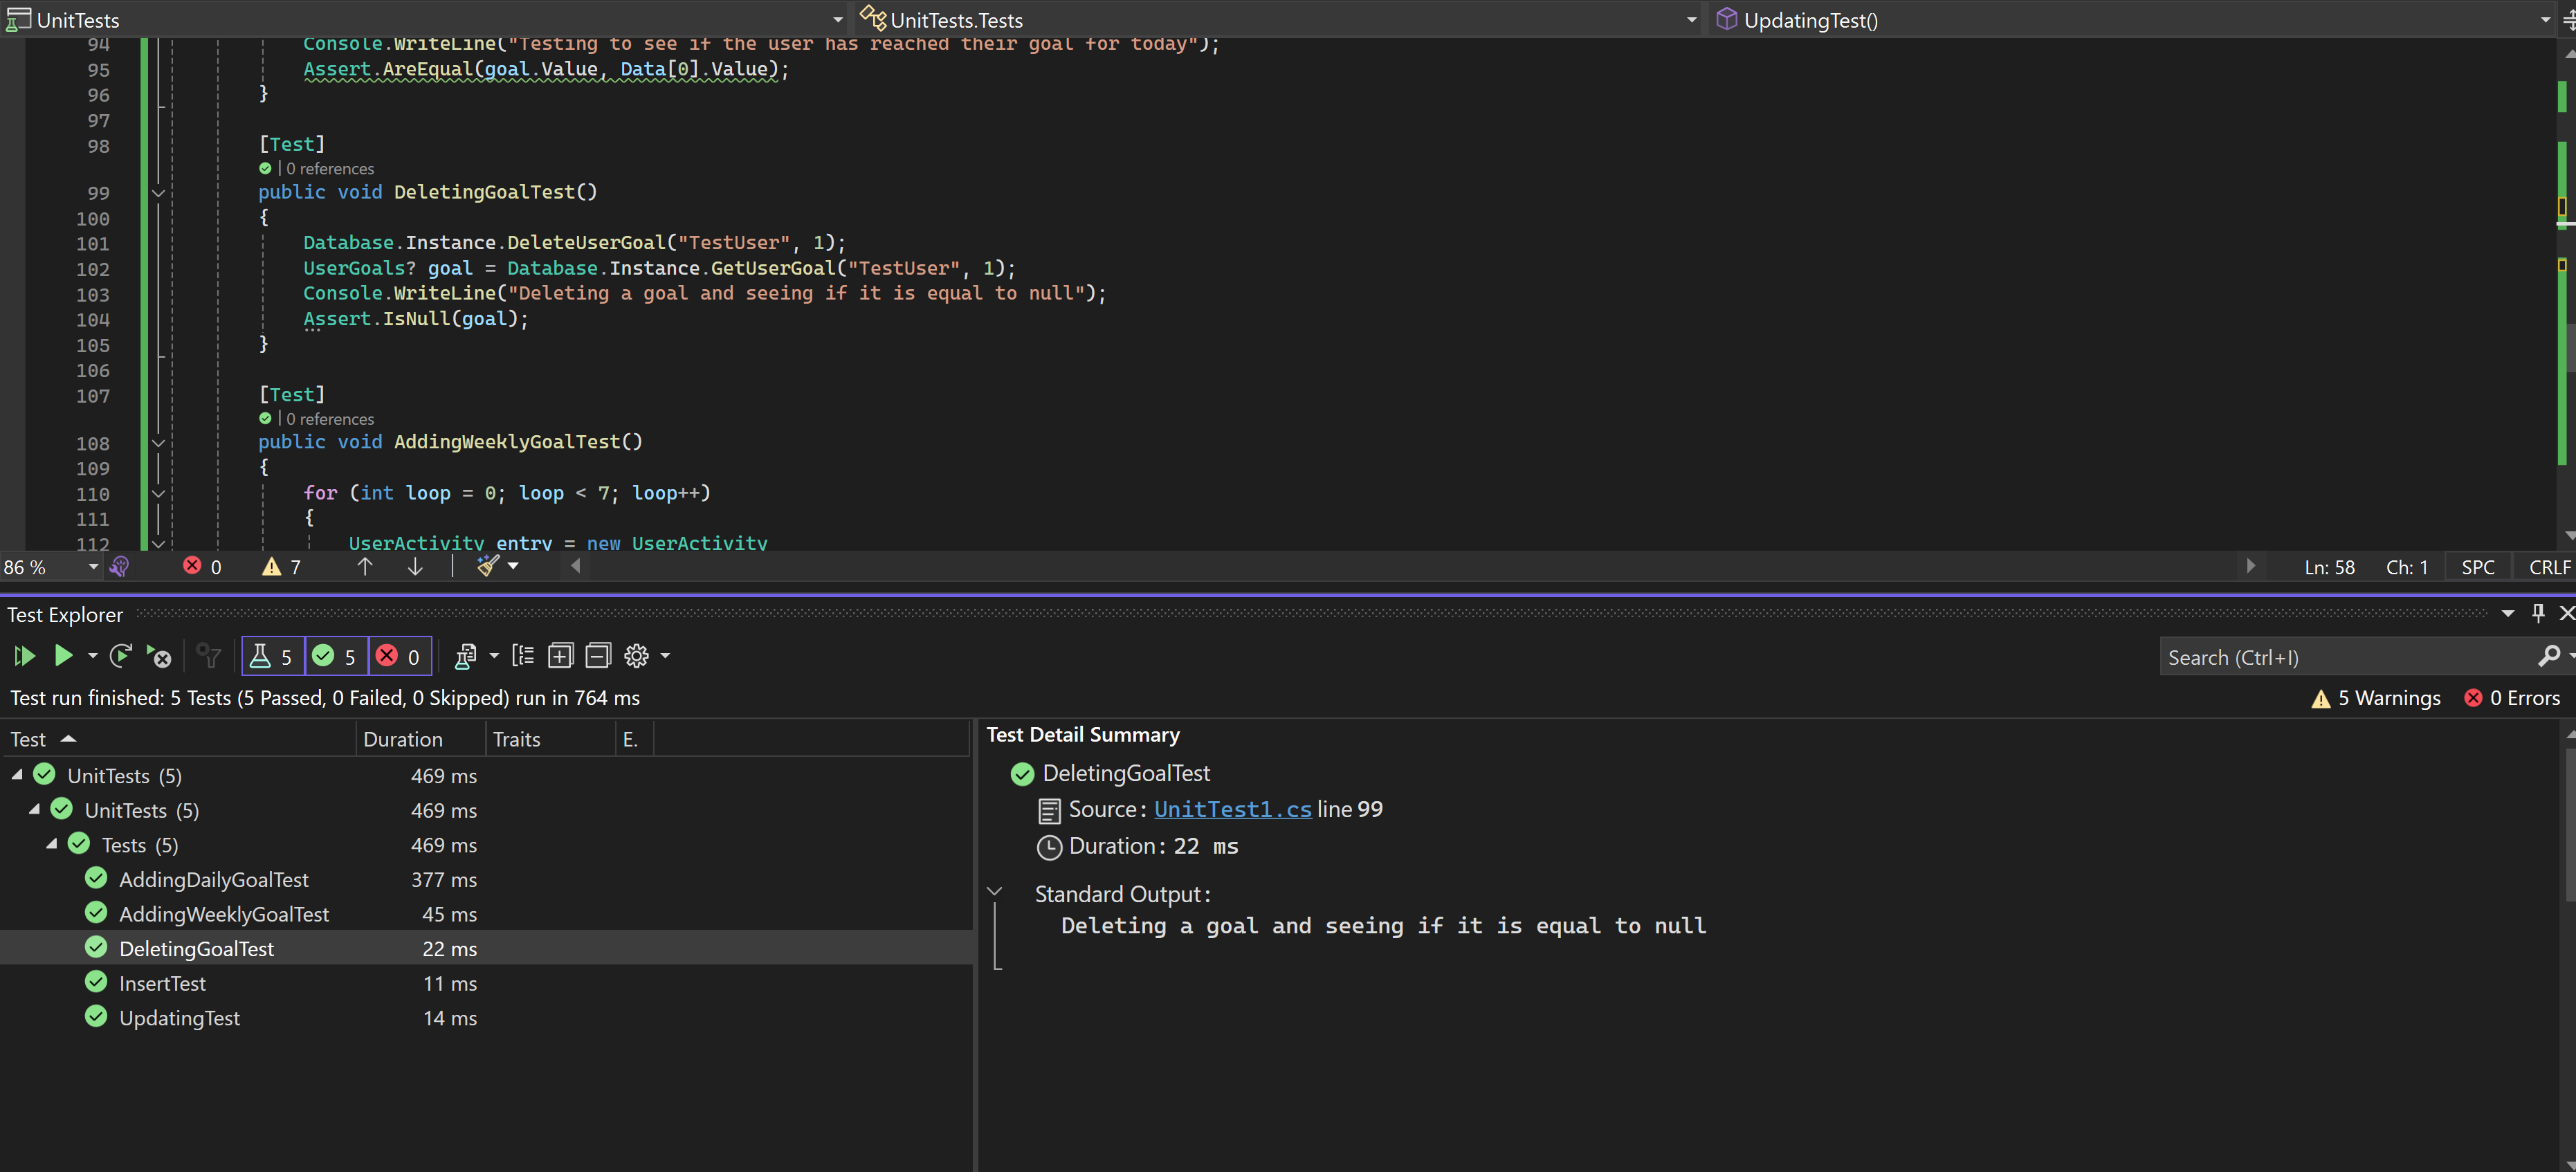 UnitTests UnitTests.Tests UpdatingTest()
94 Console.WriteLine("Testing to see if the user has reached their goal for today");
95 Assert.AreEqual(goal.Value, Data[0].Value);
96 }
97
98 [Test]
| 0 references
99 public void DeletingGoalTest()
100 {
101 Database.Instance.DeleteUserGoal("TestUser", 1);
102 UserGoals? goal = Database.Instance.GetUserGoal("TestUser", 1);
103 Console.WriteLine("Deleting a goal and seeing if it is equal to null");
104 Assert.IsNull(goal);
105 }
106
107 [Test]
| 0 references
108 public void AddingWeeklyGoalTest()
109 {
110 for (int loop = 0; loop < 7; loop++)
111 {
112 UserActivity entry = new UserActivity
86 % 0 7 Ln: 58 Ch: 1 SPC CRLF
Test Explorer
5 5 0 Search (Ctrl+I)
Test run finished: 5 Tests (5 Passed, 0 Failed, 0 Skipped) run in 764 ms 5 Warnings 0 Errors
Test Duration Traits E.
UnitTests (5) 469 ms
UnitTests (5) 469 ms
Tests (5) 469 ms
AddingDailyGoalTest 377 ms
AddingWeeklyGoalTest 45 ms
DeletingGoalTest 22 ms
InsertTest 11 ms
UpdatingTest 14 ms
Test Detail Summary
DeletingGoalTest
Source: UnitTest1.cs line 99
Duration: 22 ms
Standard Output:
Deleting a goal and seeing if it is equal to null